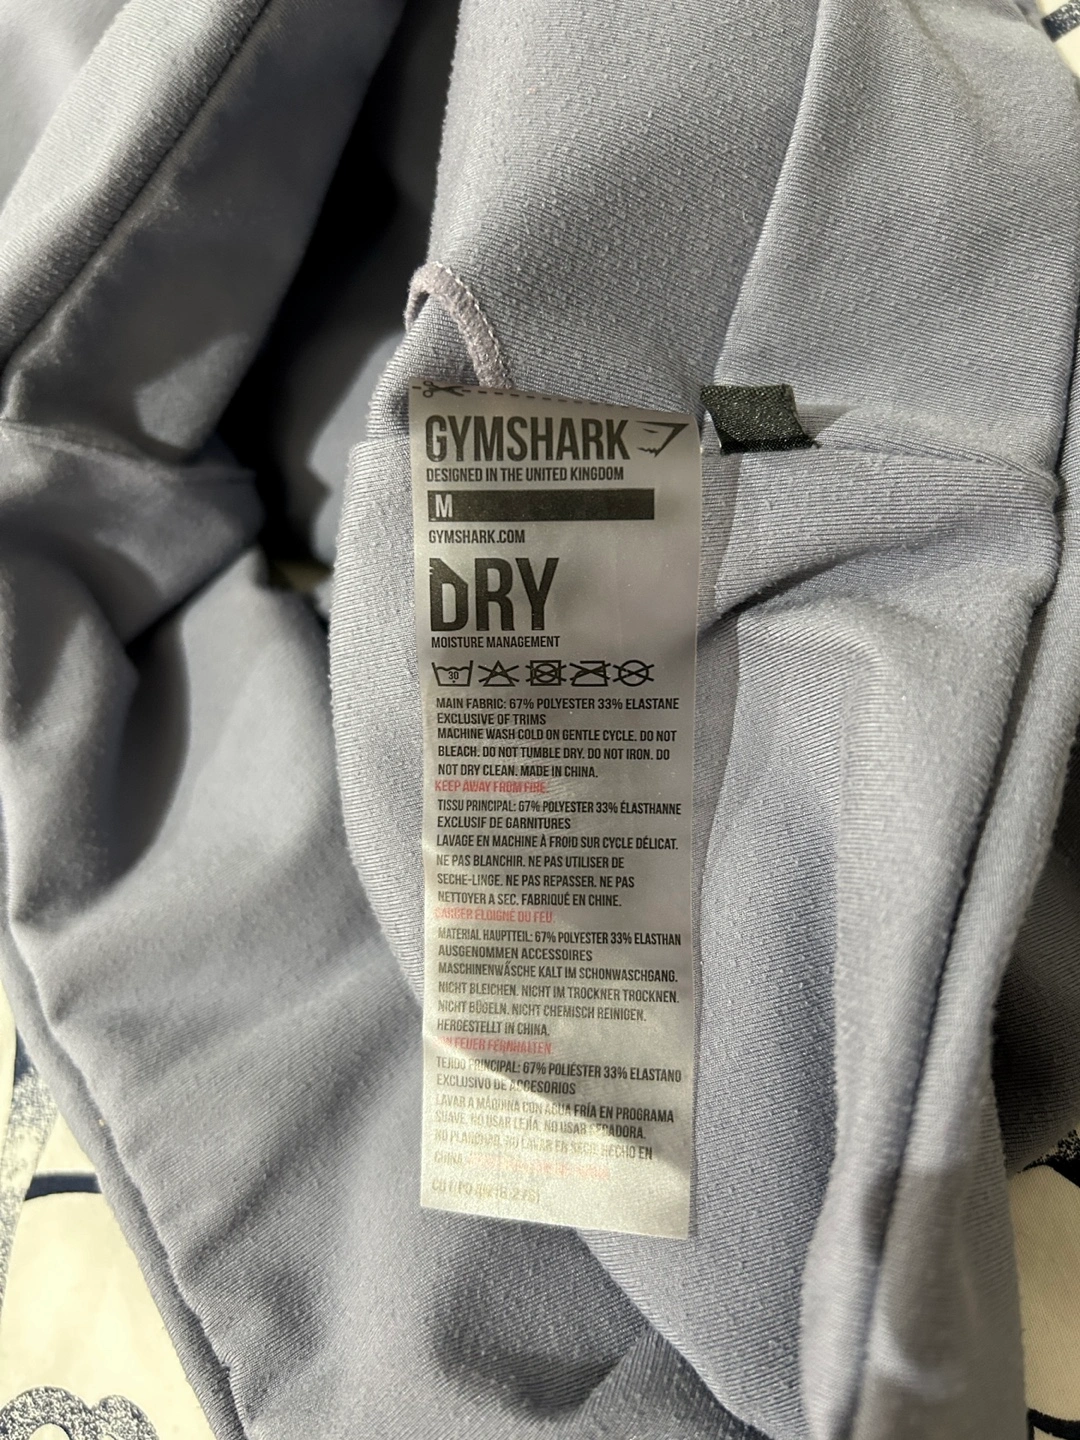 GYMSHARK
DESIGNED IN THE UNITED KINGDOM
M
GYMSHARK.COM
DRY
MOISTURE MANAGEMENT
30
MAIN FABRIC: 67% POLYESTER 33% ELASTANE
EXCLUSIVE OF TRIMS
MACHINE WASH COLD ON GENTLE CYCLE. DO NOT
BLEACH. DO NOT TUMBLE DRY. DO NOT IRON. DO
NOT DRY CLEAN. MADE IN CHINA.
KEEP AWAY FROM FIRE.
TISSU PRINCIPAL: 67% POLYESTER 33% ÉLASTHANNE
EXCLUSIF DE GARNITURES
LAVAGE EN MACHINE À FROID SUR CYCLE DÉLICAT.
NE PAS BLANCHIR. NE PAS UTILISER DE
SECHE-LINGE. NE PAS REPASSER. NE PAS
NETTOYER A SEC. FABRIQUÉ EN CHINE.
ELOIGNE DU FEU.
MATERIAL HAUPTTEIL: 67% POLYESTER 33% ELASTHAN
AUSGENOMMEN ACCESSOIRES
MASCHINENWÄSCHE KALT IM SCHONWASCHGANG.
NICHT BLEICHEN. NICHT IM TROCKNER TROCKNEN.
NICHT BÜGELN. NICHT CHEMISCH REINIGEN.
HERGESTELLT IN CHINA.
FEUER FERNHALTEN.
TEJIDO PRINCIPAL: 67% POLIÉSTER 33% ELASTANO
EXCLUSIVO DE ACCESORIOS
LAVAR A MÁQUINA CON AGUA FRÍA EN PROGRAMA
SUAVE. NO USAR LEJÍA. NO USAR SECADORA.
NO PLANCHAR. NO LAVAR EN SECO. HECHO EN
CHINA.